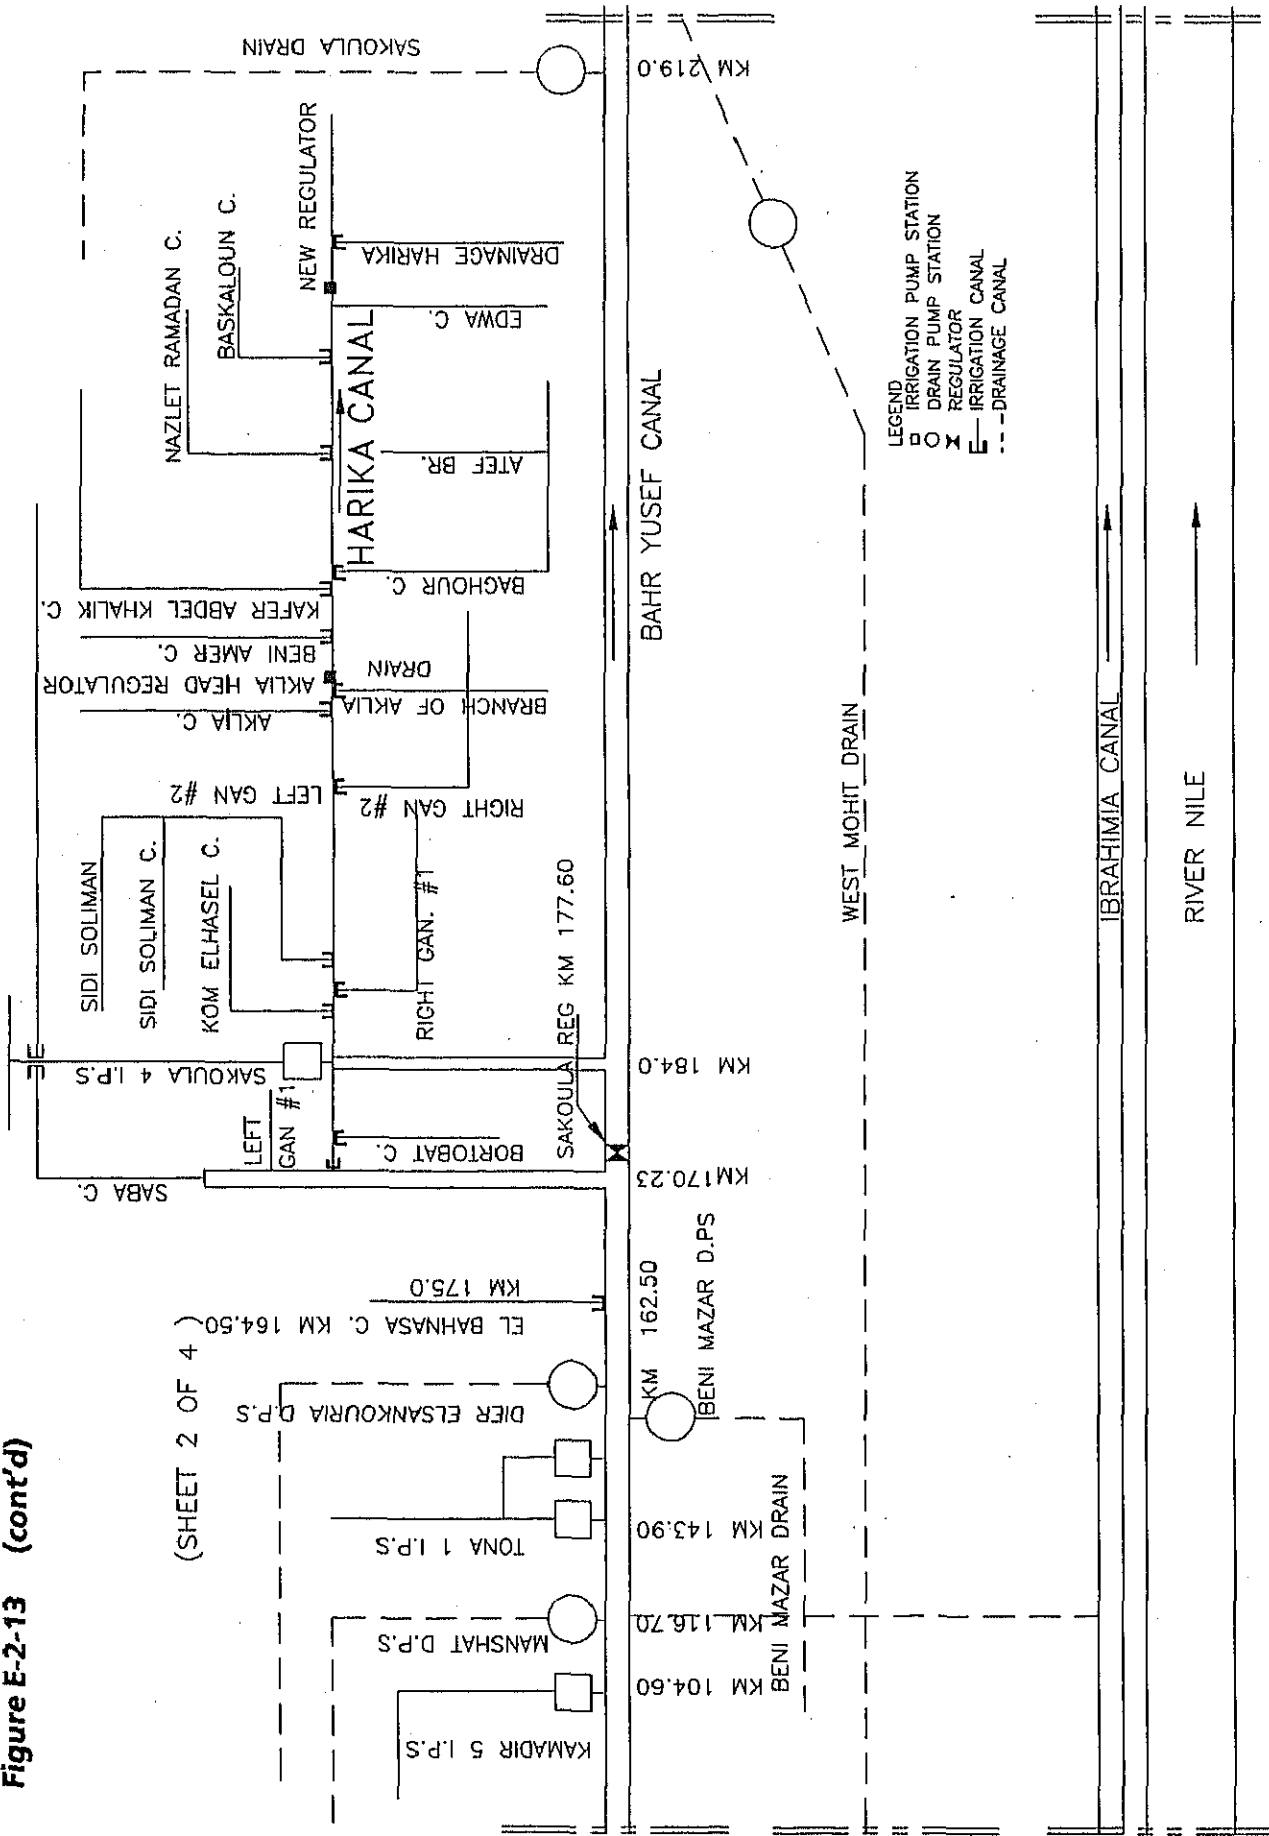 Figure E-2-13 (cont'd)
(SHEET 2 OF 4)
SAKOULA DRAIN
KM 219.0
NEW REGULATOR
DRAINAGE HARIKA
EDWA C.
BASKALOUN C.
NAZLET RAMADAN C.
HARIKA CANAL
ATEF BR.
BAGHOUR C.
KAFER ABDEL KHALIK C.
BENI AMER C.
AKLIA HEAD REGULATOR
DRAIN
BRANCH OF AKLIA
AKLIA C.
LEFT GAN #2
RIGHT GAN #2
SIDI SOLIMAN
SIDI SOLIMAN C.
KOM ELHASEL C.
RIGHT GAN. #1
SAKOULA REG KM 177.60
SAKOULA 4 I.P.S
KM 184.0
LEFT
GAN #1
BORTOBAT C.
SABA C.
KM170.23
KM 175.0
EL BAHNASA C. KM 164.50
DIER ELSANKOURIA D.P.S
KM 162.50
BENI MAZAR D.PS
TONA 1 I.P.S
KM 143.90
MANSHAT D.P.S
KM 116.70
BENI MAZAR DRAIN
KAMADIR 5 I.P.S
KM 104.60
BAHR YUSEF CANAL
WEST MOHIT DRAIN
IBRAHIMIA CANAL
RIVER NILE
LEGEND
IRRIGATION PUMP STATION
DRAIN PUMP STATION
REGULATOR
IRRIGATION CANAL
DRAINAGE CANAL